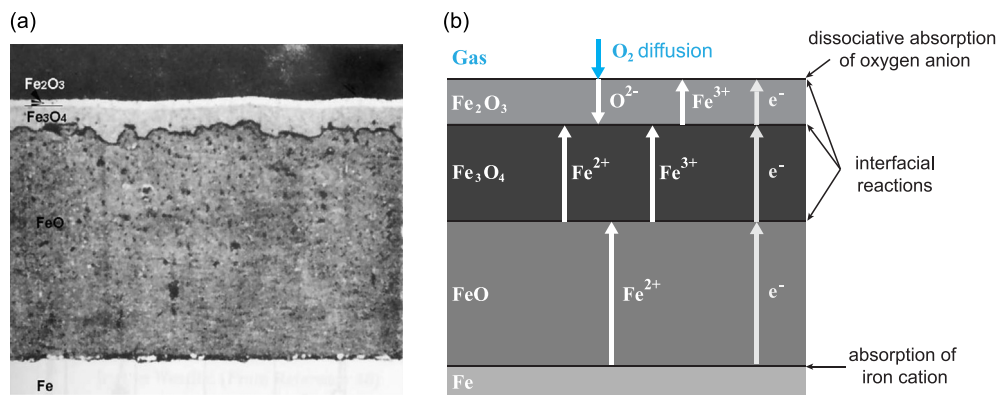 (a)
Fe₂O₃
Fe₃O₄
FeO
Fe
(b)
Gas
O₂ diffusion
dissociative absorption
of oxygen anion
Fe₂O₃
O²⁻
Fe³⁺
e⁻
Fe₃O₄
Fe²⁺
Fe³⁺
e⁻
interfacial
reactions
FeO
Fe²⁺
e⁻
Fe
absorption of
iron cation